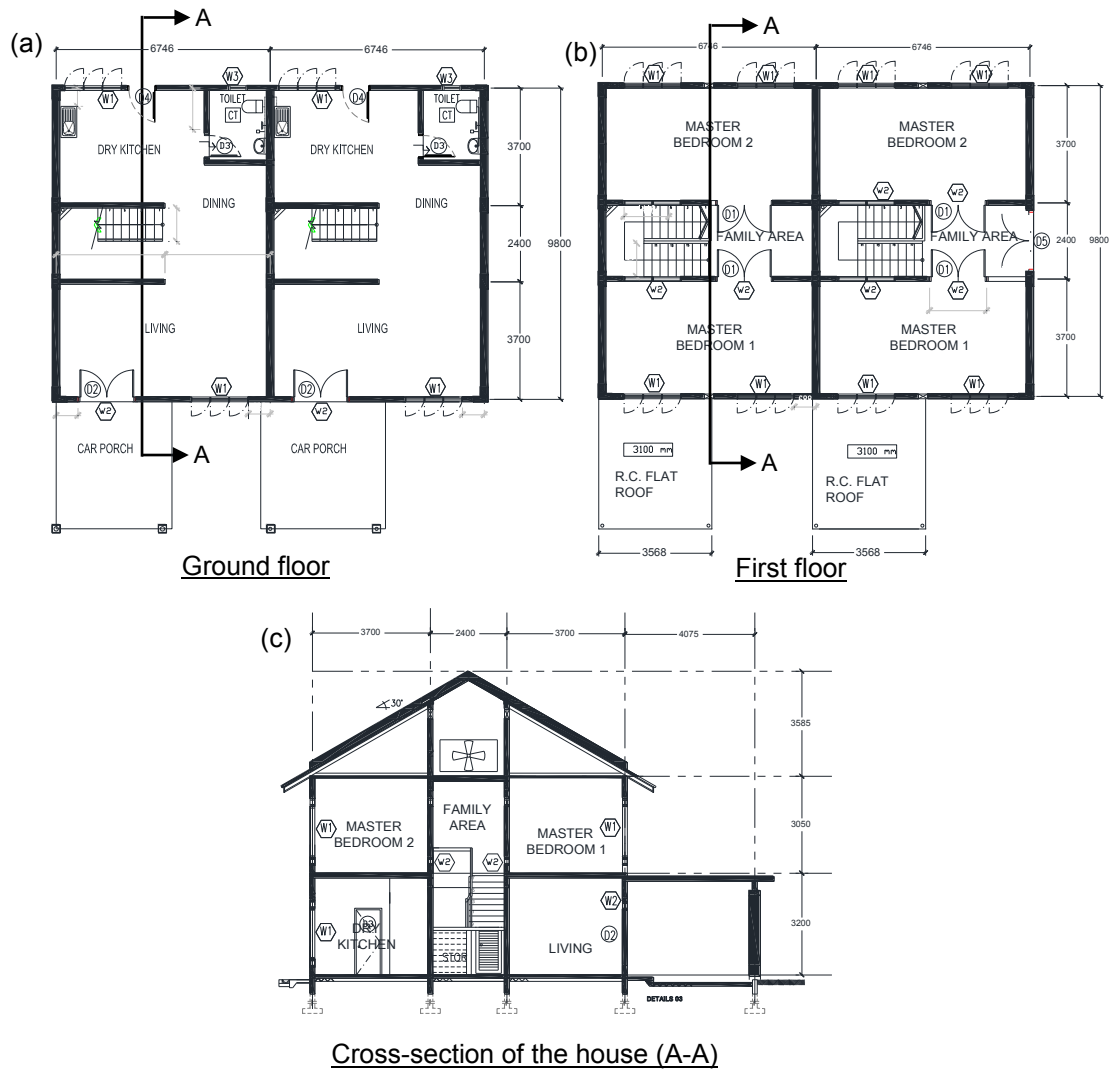 (a)
A
6746
6746
W3
W3
W1
D4
W1
D4
TOILET
CT
TOILET
CT
D3
D3
DRY KITCHEN
DRY KITCHEN
3700
DINING
DINING
2400
9800
LIVING
LIVING
3700
D2
W2
W1
D2
W2
W1
CAR PORCH
CAR PORCH
A
Ground floor
(b)
A
6746
6746
W1
W1
W1
W1
MASTER
BEDROOM 2
MASTER
BEDROOM 2
3700
W2
W2
D1
D1
FAMILY AREA
FAMILY AREA
D5
2400
9800
D1
D1
W2
W2
W2
W2
MASTER
BEDROOM 1
MASTER
BEDROOM 1
3700
W1
W1
W1
W1
A
3100 mm
3100 mm
R.C. FLAT
ROOF
R.C. FLAT
ROOF
3568
3568
First floor
(c)
3700
2400
3700
4075
30°
3585
FAMILY
AREA
W1
MASTER
BEDROOM 2
W1
MASTER
BEDROOM 1
3050
W2
W2
W2
W1
D3
DRY
KITCHEN
D2
LIVING
STOR
3200
DETAILS 03
Cross-section of the house (A-A)